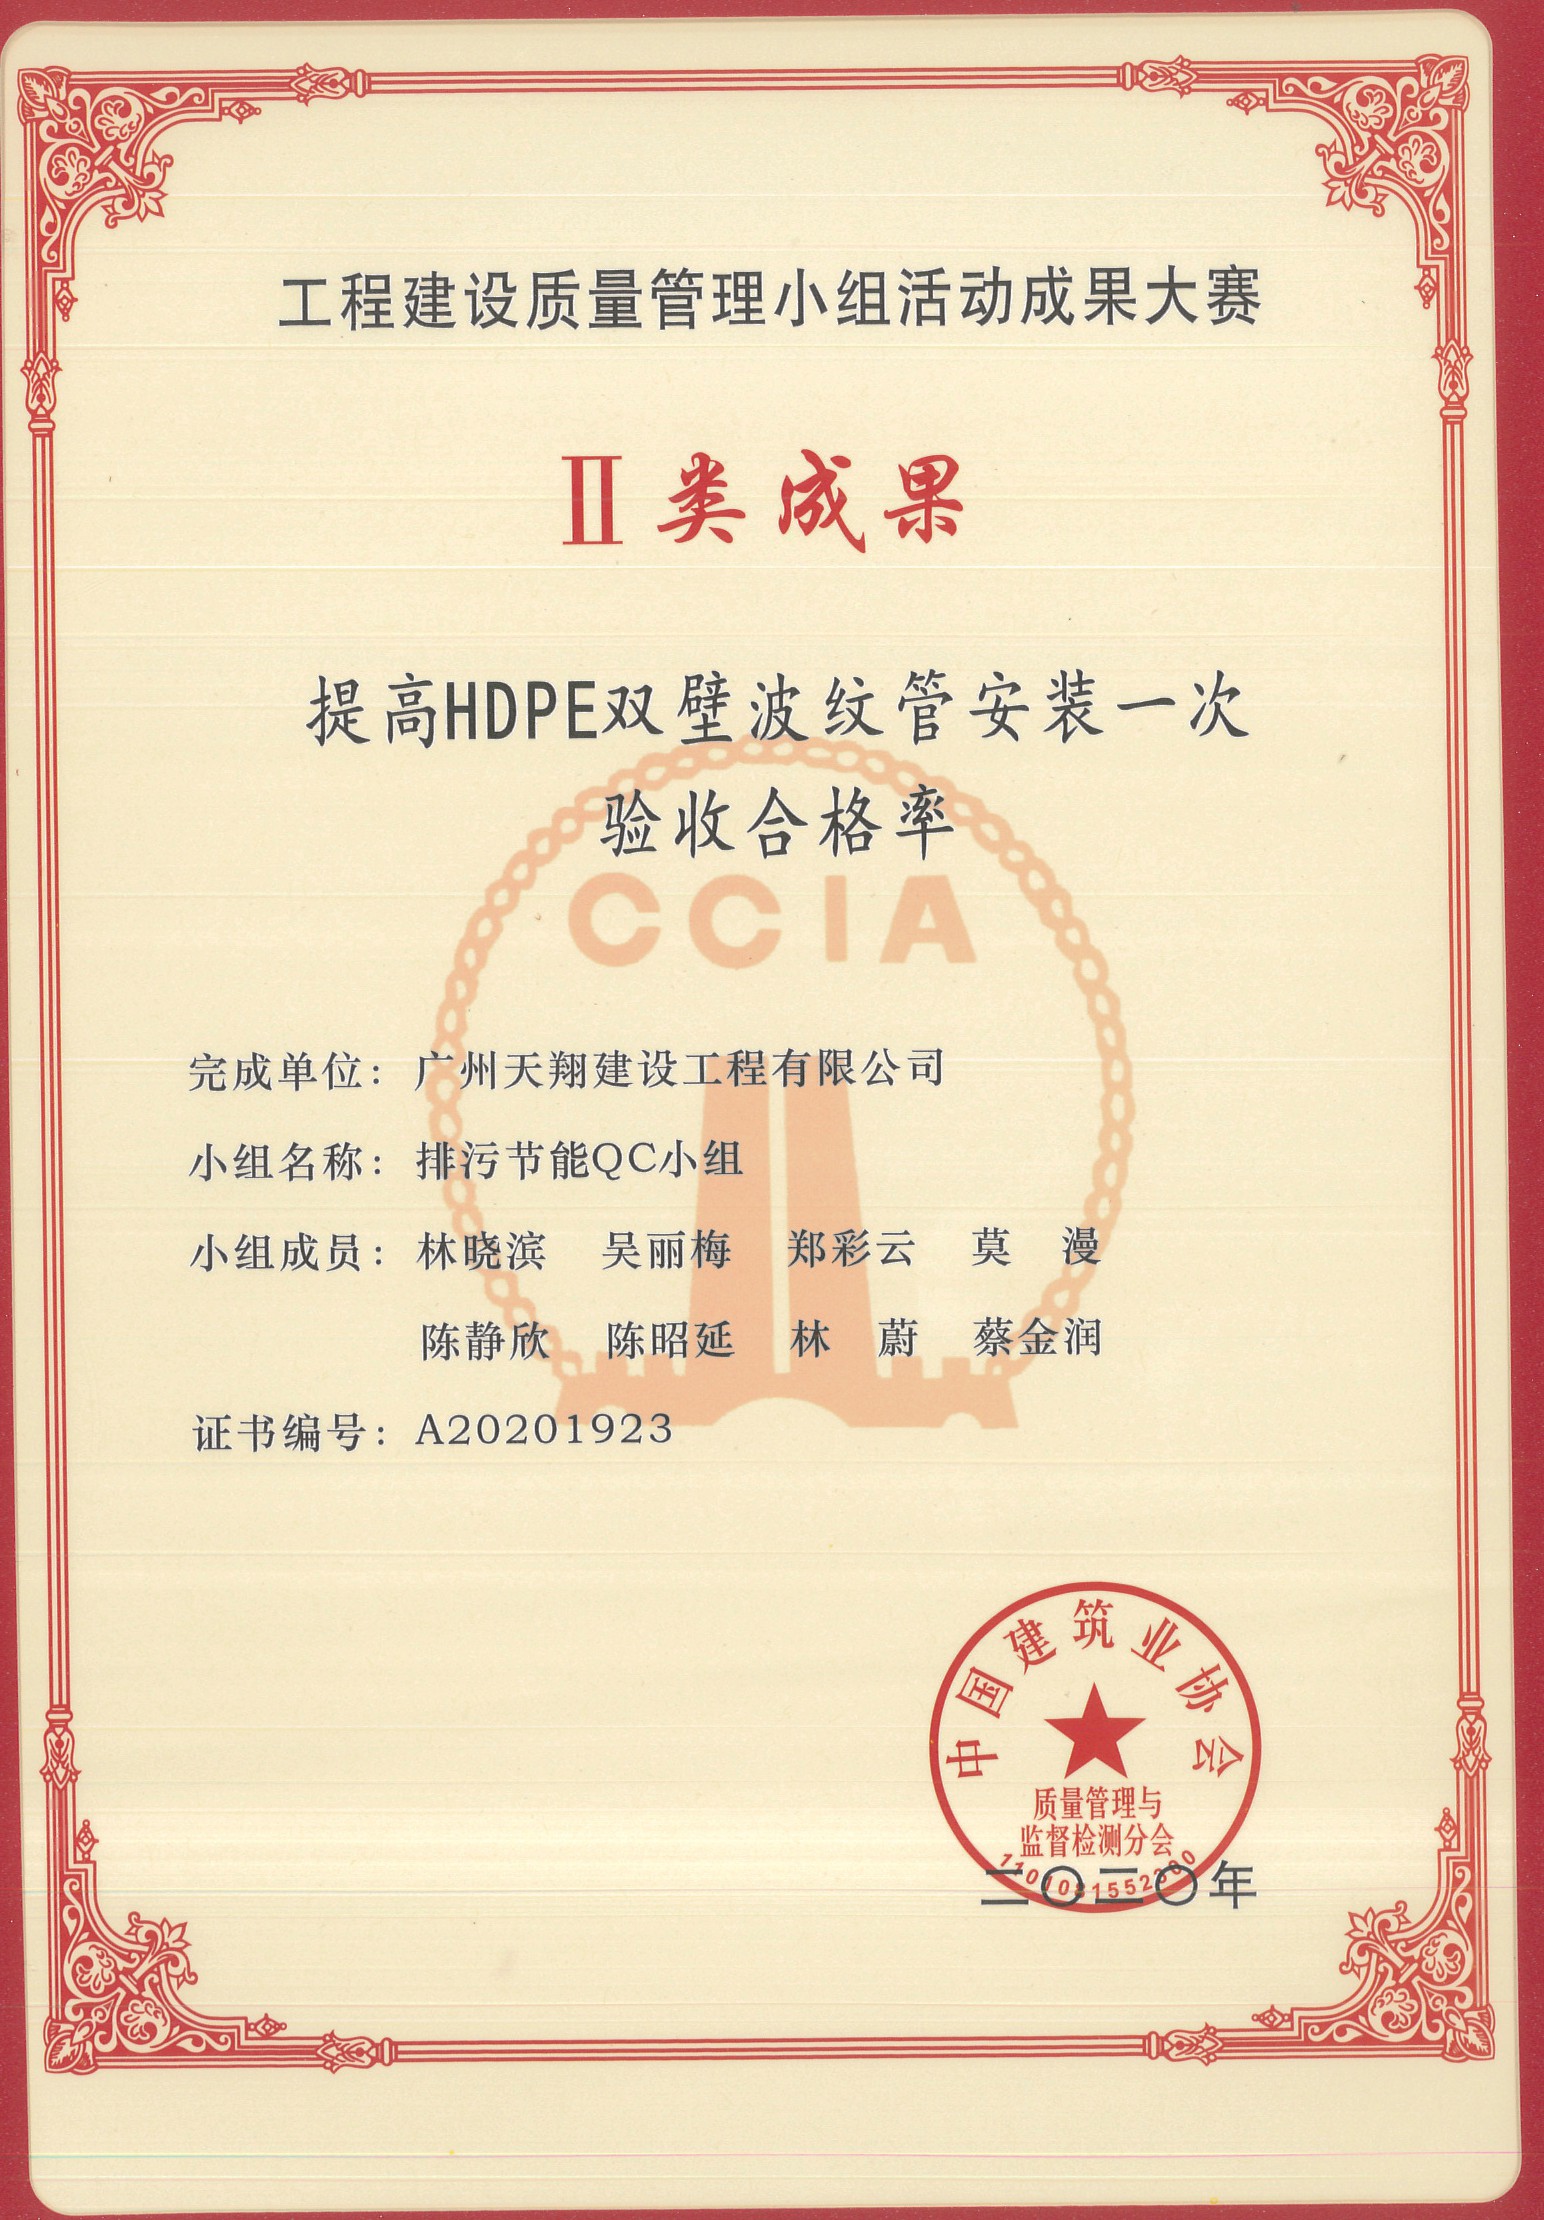 工程建设质量管理小组活动成果大赛
II类成果
提高HDPE双壁波纹管安装一次
验收合格率
CCIA
完成单位：广州天翔建设工程有限公司
小组名称：排污节能QC小组
小组成员：林晓滨 吴丽梅 郑彩云 莫 漫
陈静欣 陈昭延 林 蔚 蔡金润
证书编号：A20201923
中国建筑业协会
质量管理与
监督检测分会
二〇二〇年